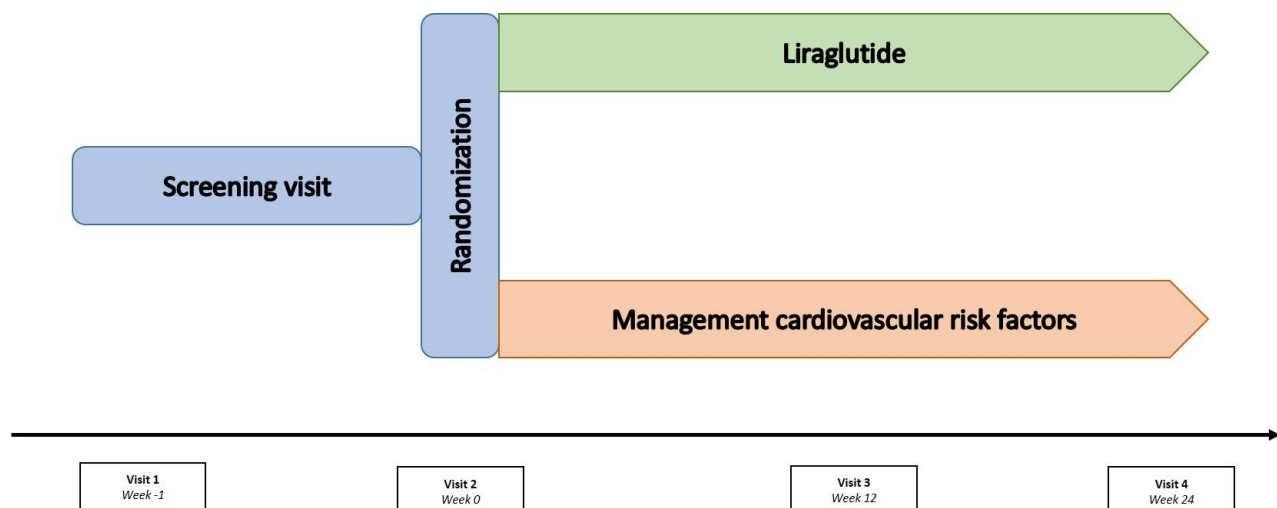 Liraglutide
Randomization
Screening visit
Management cardiovascular risk factors
Visit 1
Week -1
Visit 2
Week 0
Visit 3
Week 12
Visit 4
Week 24